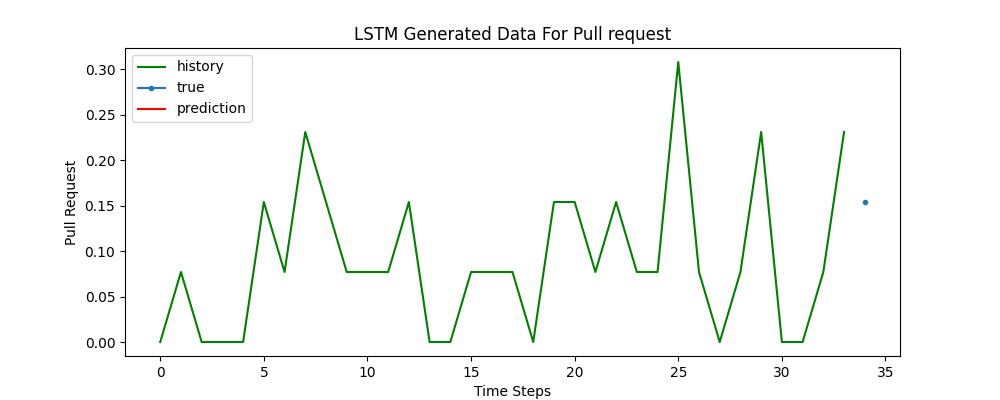 LSTM Generated Data For Pull request
history
true
prediction
0.30
0.25
0.20
0.15
0.10
0.05
0.00
Pull Request
0 5 10 15 20 25 30 35
Time Steps